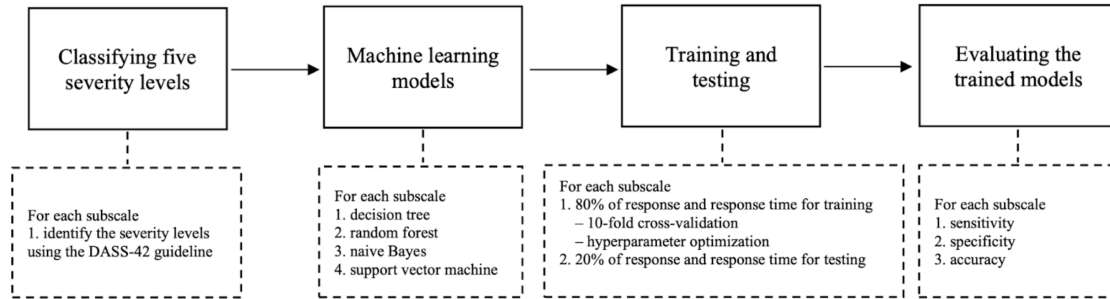 Classifying five
severity levels
Machine learning
models
Training and
testing
Evaluating the
trained models
For each subscale
1. identify the severity levels
using the DASS-42 guideline
For each subscale
1. decision tree
2. random forest
3. naive Bayes
4. support vector machine
For each subscale
1. 80% of response and response time for training
– 10-fold cross-validation
– hyperparameter optimization
2. 20% of response and response time for testing
For each subscale
1. sensitivity
2. specificity
3. accuracy